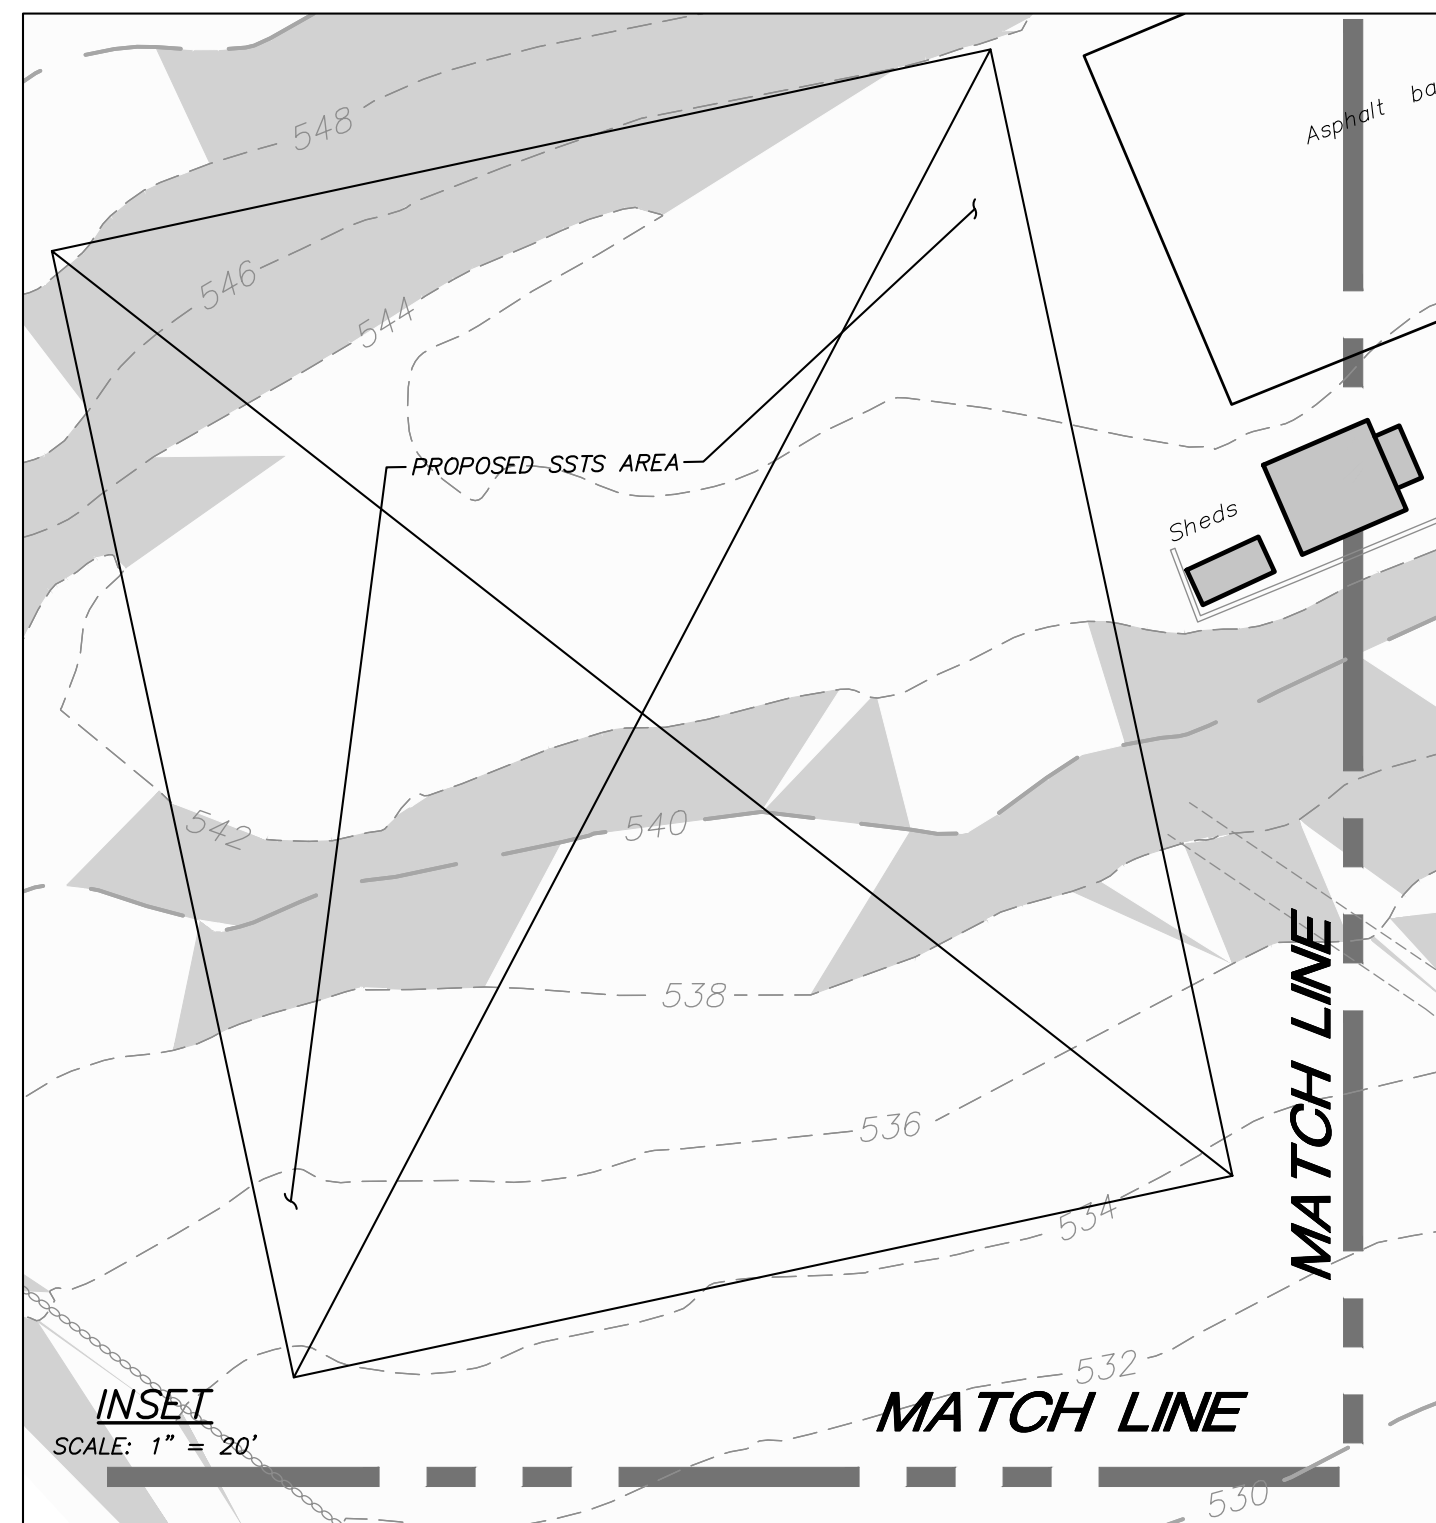 Asphalt ba
548
546
544
PROPOSED SSTS AREA
Sheds
542
540
538
536
534
532
530
MATCH LINE
MATCH LINE
INSET
SCALE: 1" = 20'